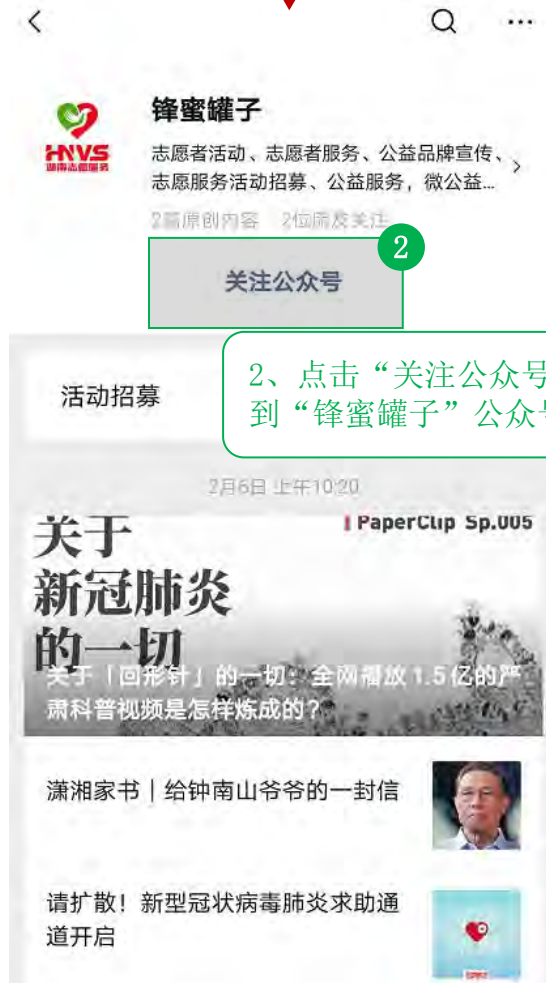 锋蜜罐子
HNVS
湖南志愿服务
志愿者活动、志愿者服务、公益品牌宣传、
志愿服务活动招募、公益服务，微公益...
2篇原创内容 2位朋友关注
2
关注公众号
2、点击“关注公众号
到“锋蜜罐子”公众号
活动招募
2月6日 上午10:20
PaperClip Sp.005
关于
新冠肺炎
的一切
关于「回形针」的一切：全网播放1.5亿的严
肃科普视频是怎样炼成的？
潇湘家书｜给钟南山爷爷的一封信
请扩散！新型冠状病毒肺炎求助通
道开启